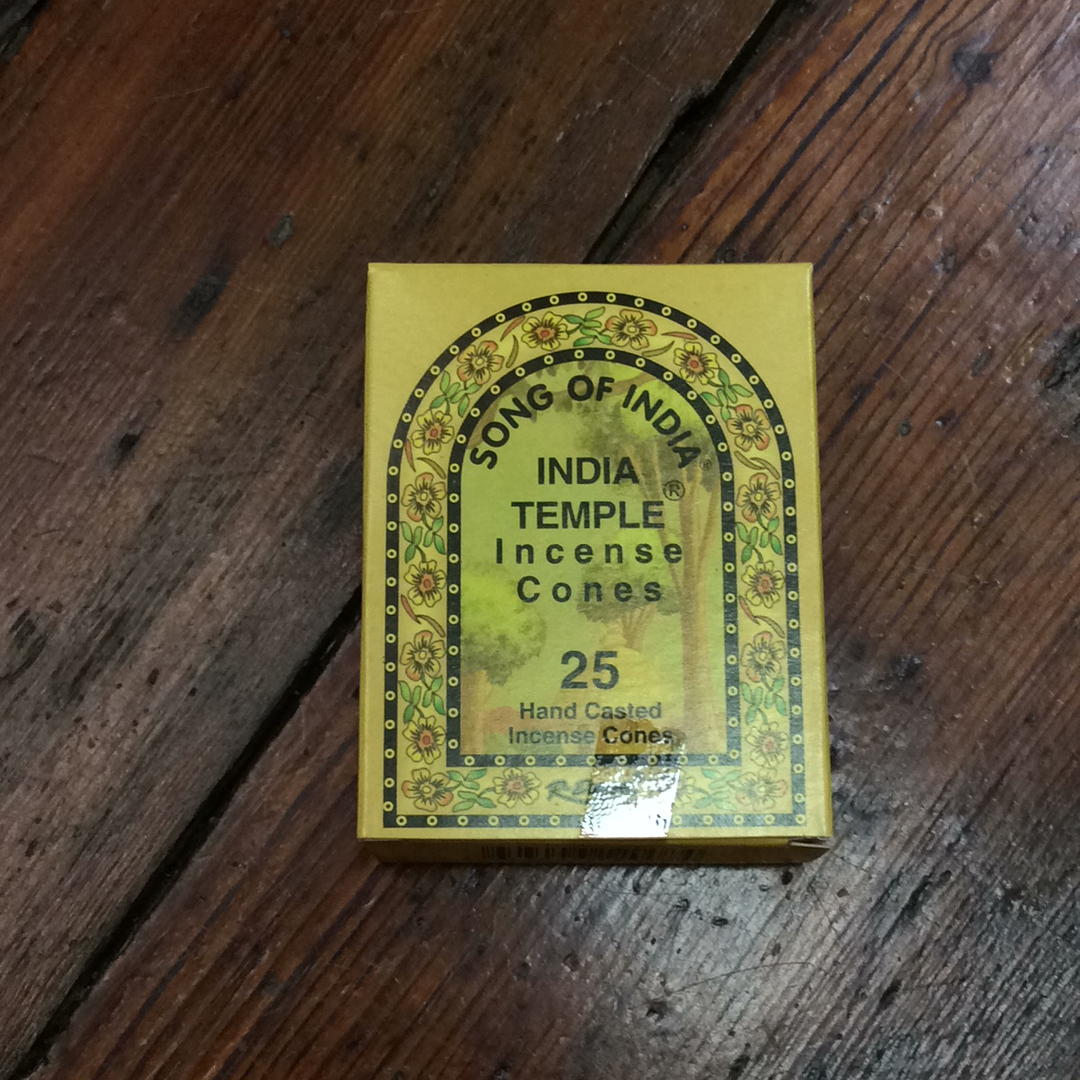 SONG OF INDIA®
INDIA
TEMPLE®
Incense
Cones
25
Hand Casted
Incense Cones